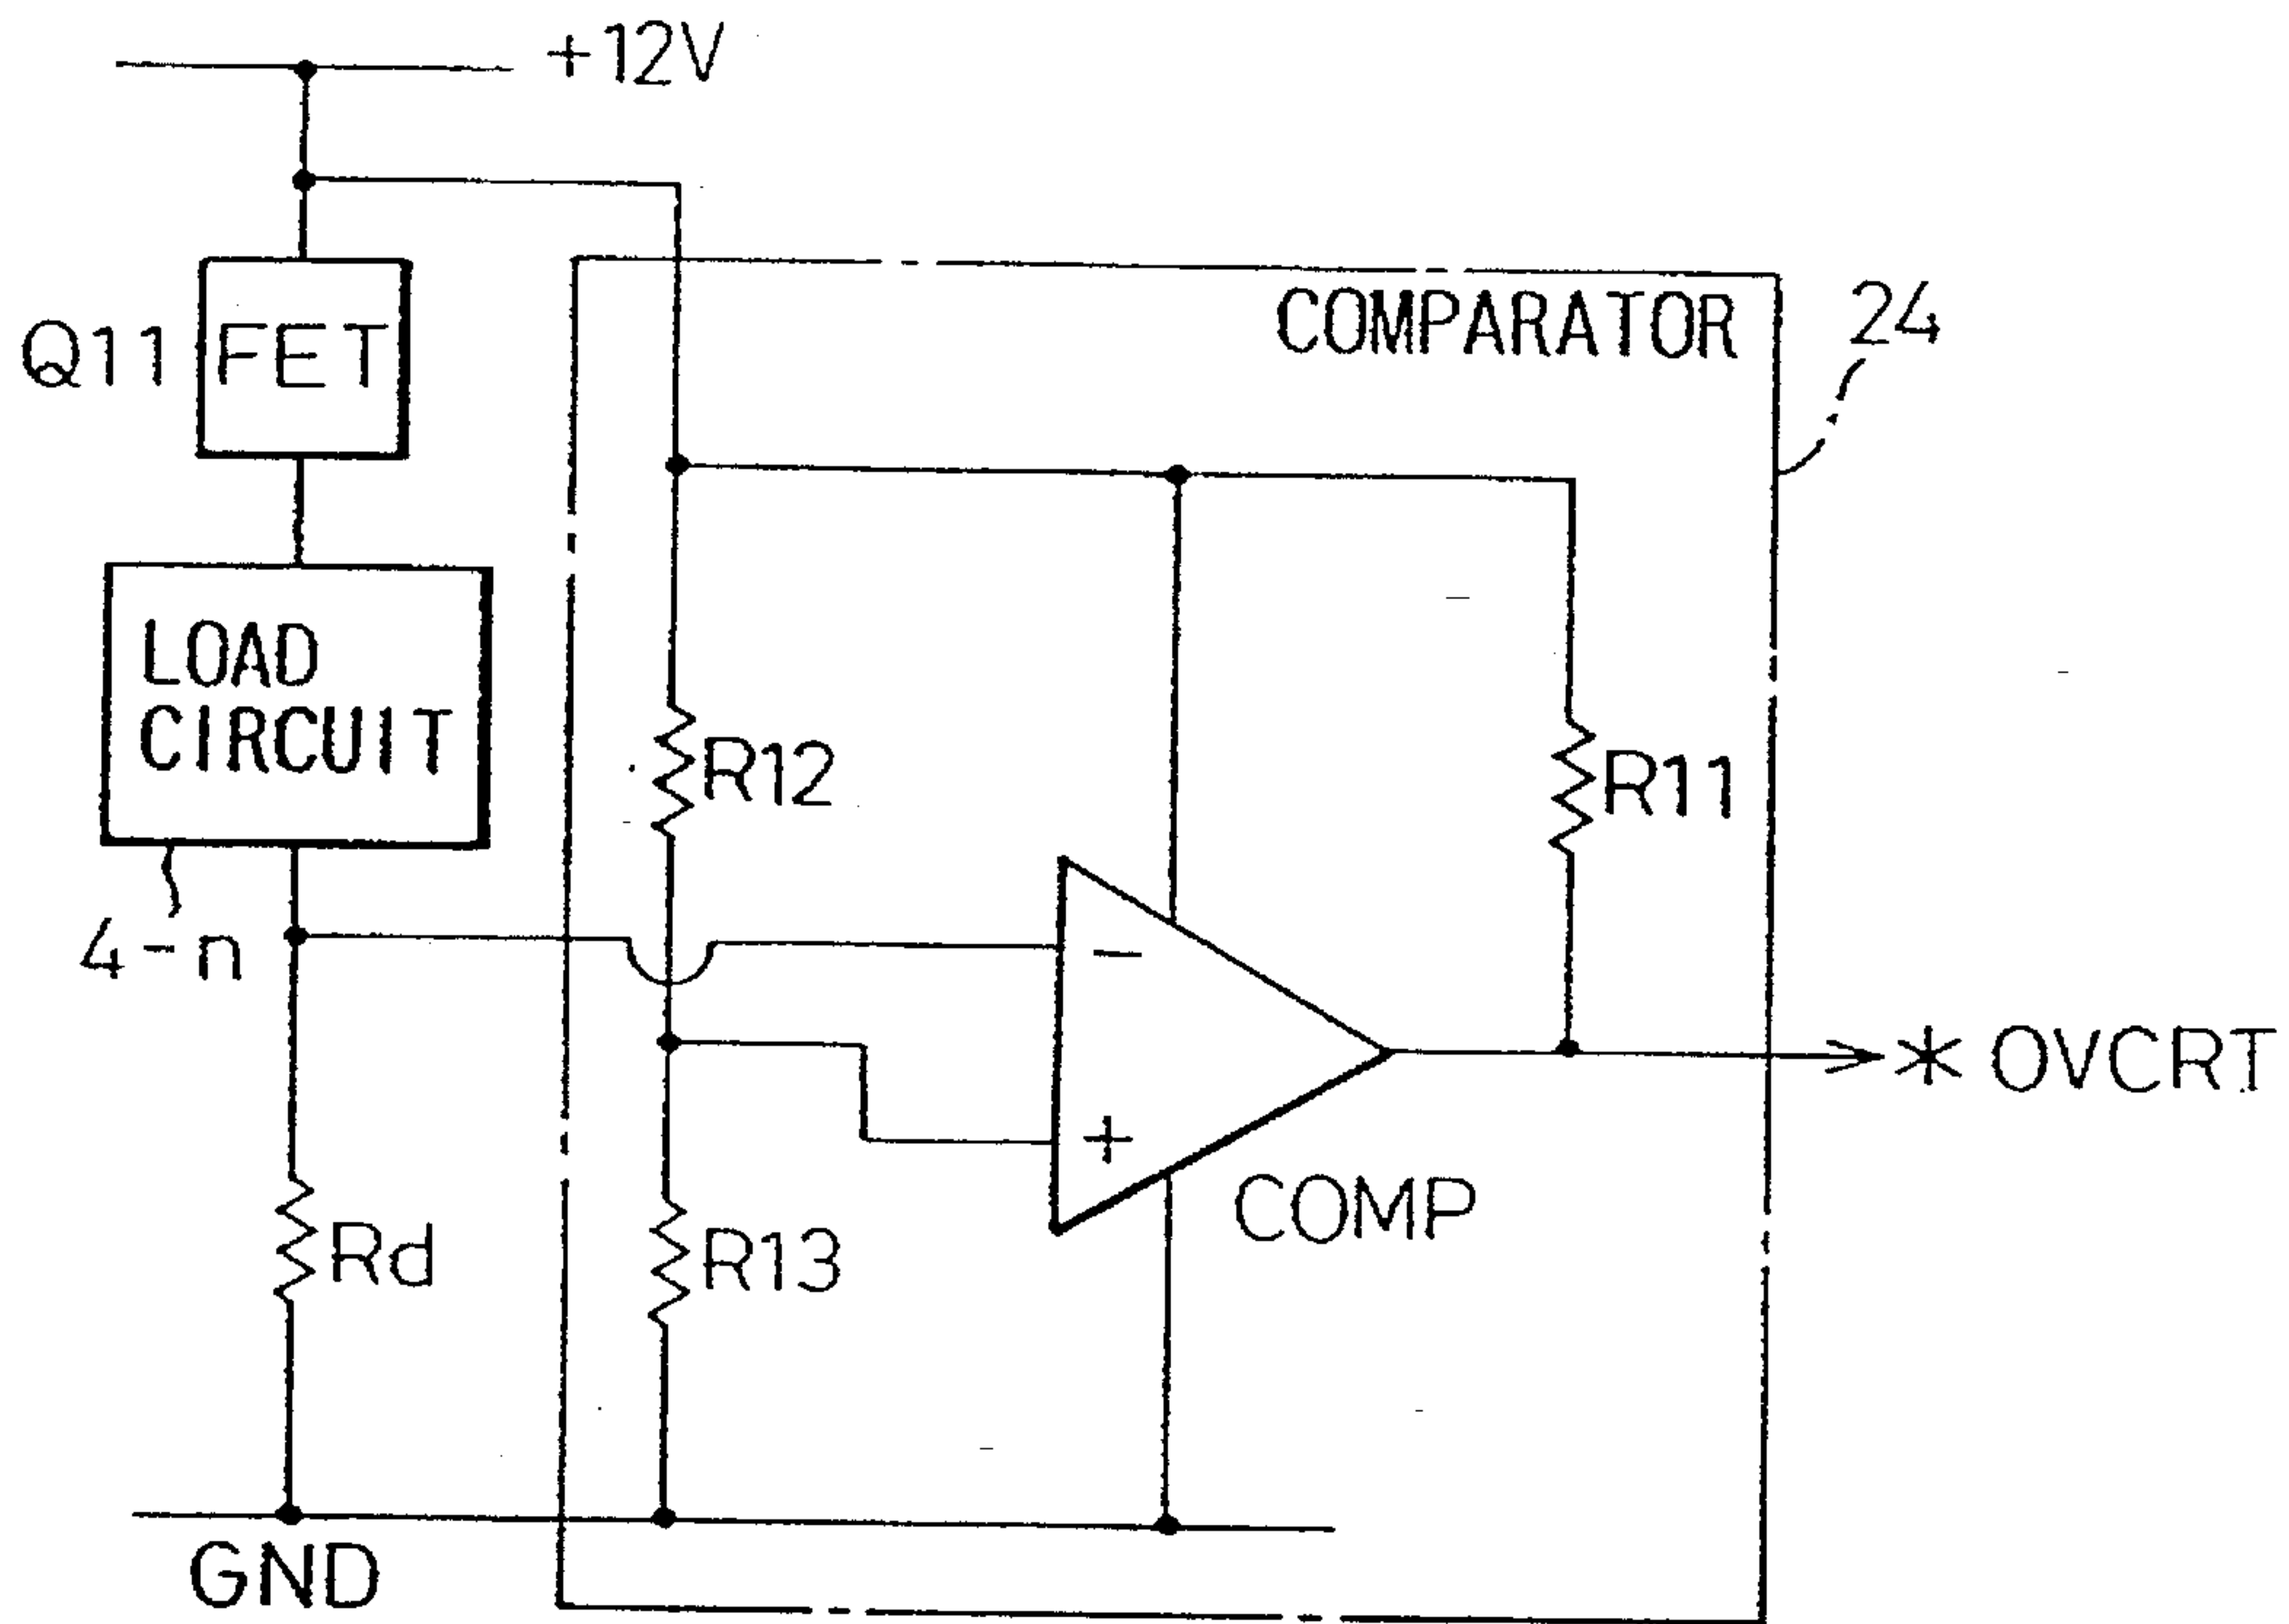 +12V
COMPARATOR
24
Q11
FET
LOAD
CIRCUIT
R12
R11
4-n
-
* OVCRT
+
COMP
Rd
R13
GND